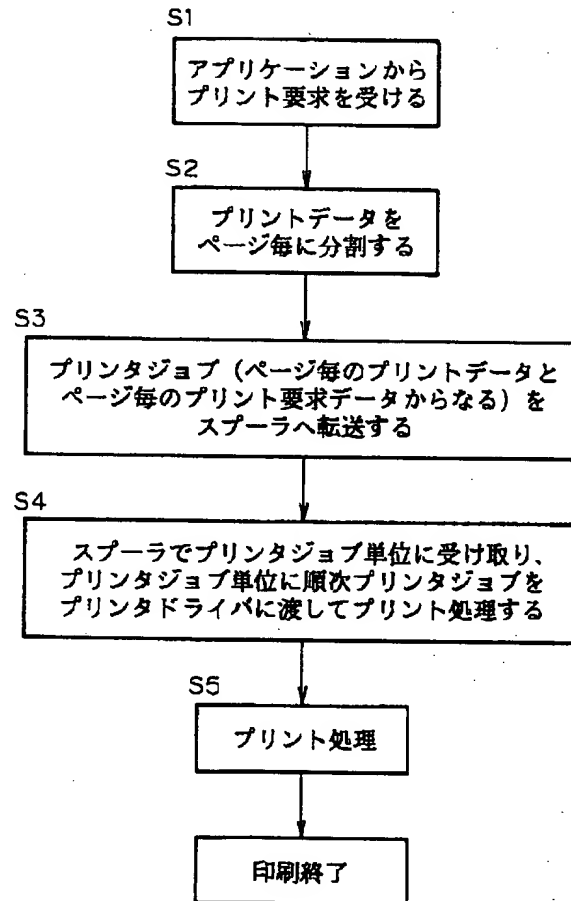 S1
アプリケーションから
プリント要求を受ける
S2
プリントデータを
ページ毎に分割する
S3
プリンタジョブ（ページ毎のプリントデータと
ページ毎のプリント要求データからなる）を
スプーラへ転送する
S4
スプーラでプリンタジョブ単位に受け取り、
プリンタジョブ単位に順次プリンタジョブを
プリンタドライバに渡してプリント処理する
S5
プリント処理
印刷終了